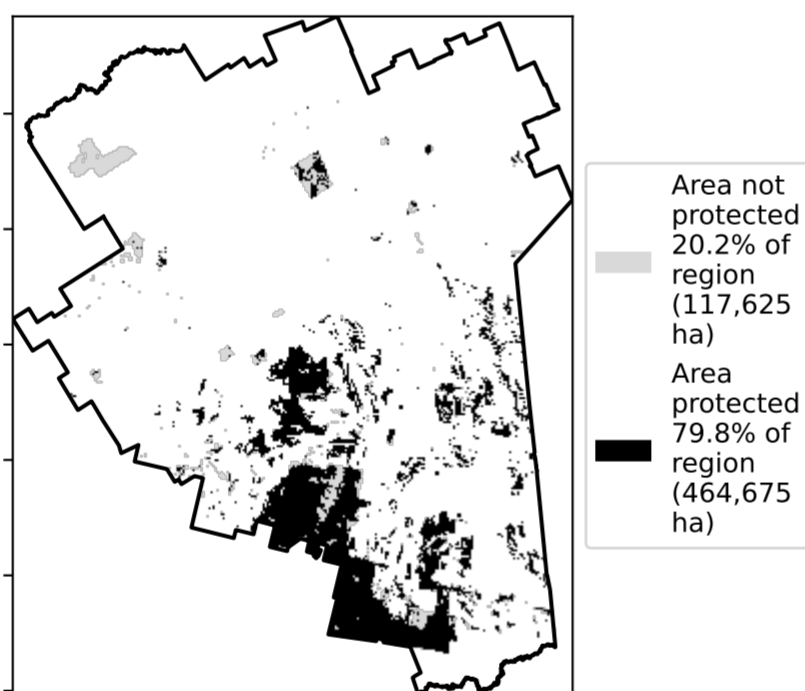 Area not
protected
20.2% of
region
(117,625
ha)
Area
protected
79.8% of
region
(464,675
ha)